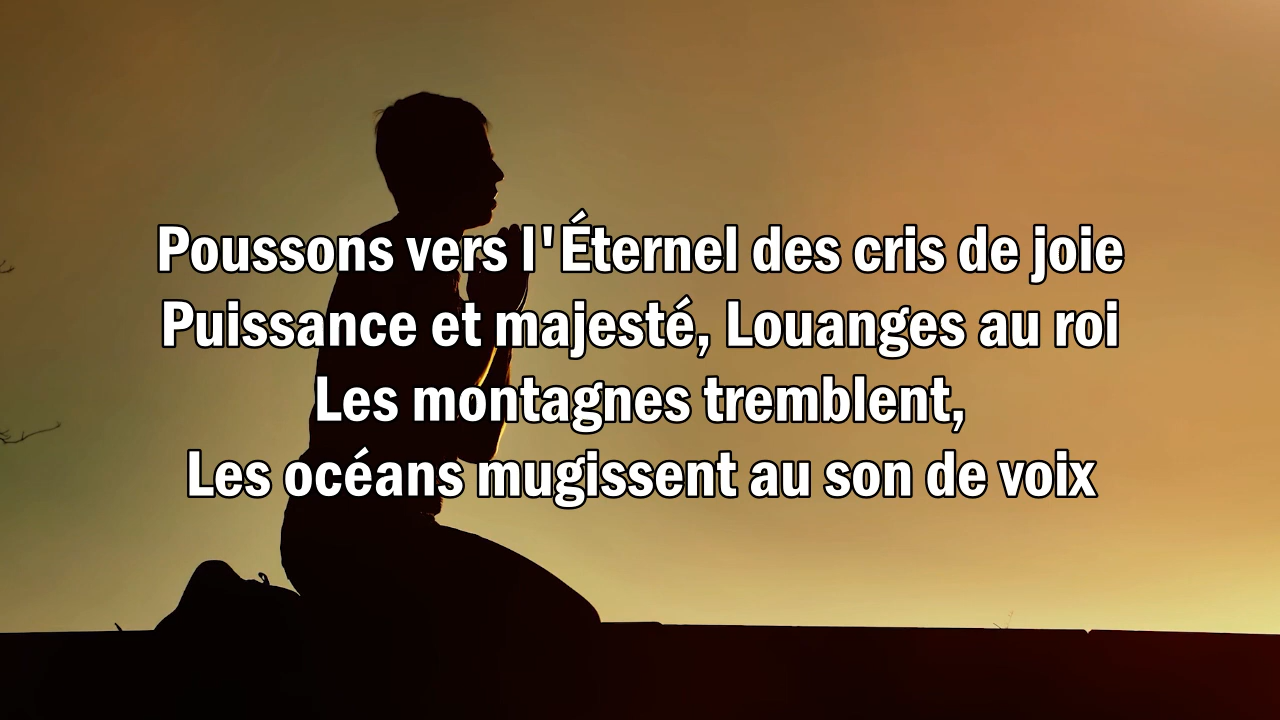 Poussons vers l'Éternel des cris de joie
Puissance et majesté, Louanges au roi
Les montagnes tremblent,
Les océans mugissent au son de voix